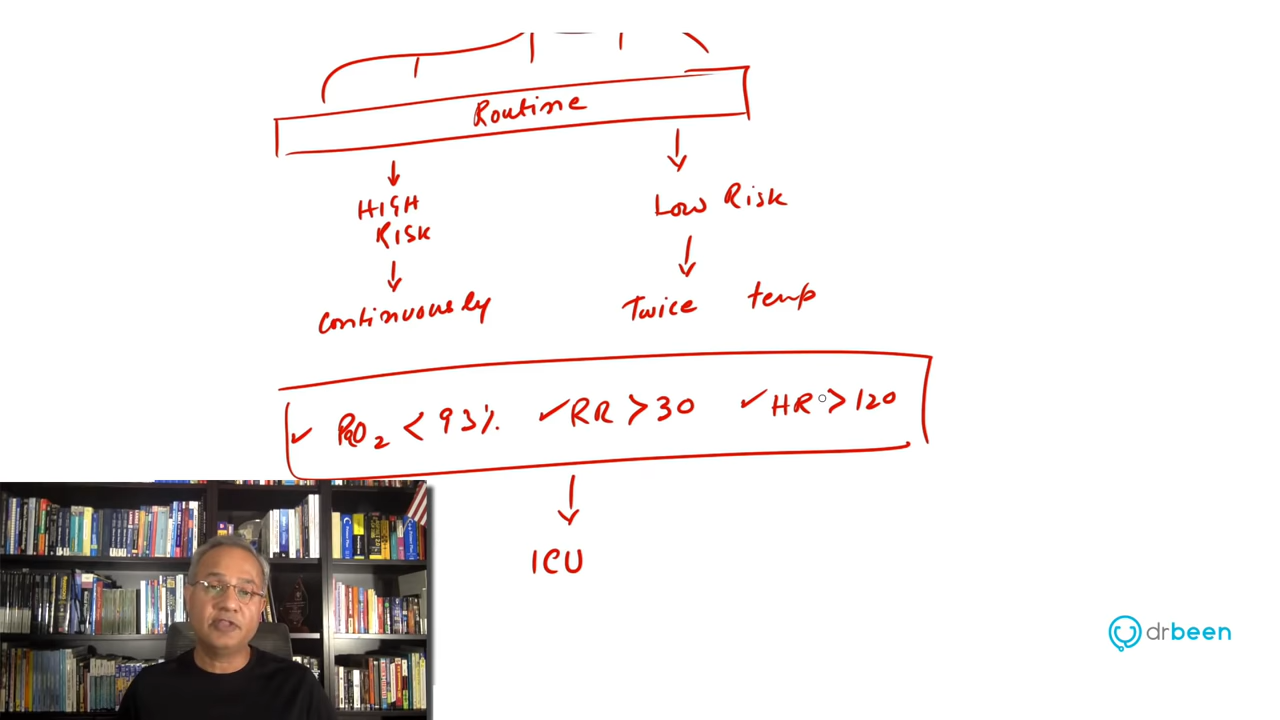 Routine
HIGH Low Risk
RISK
Continuously Twice temp
✓ PaO2 < 93% ✓ RR > 30 ✓ HR > 120
ICU
drbeen